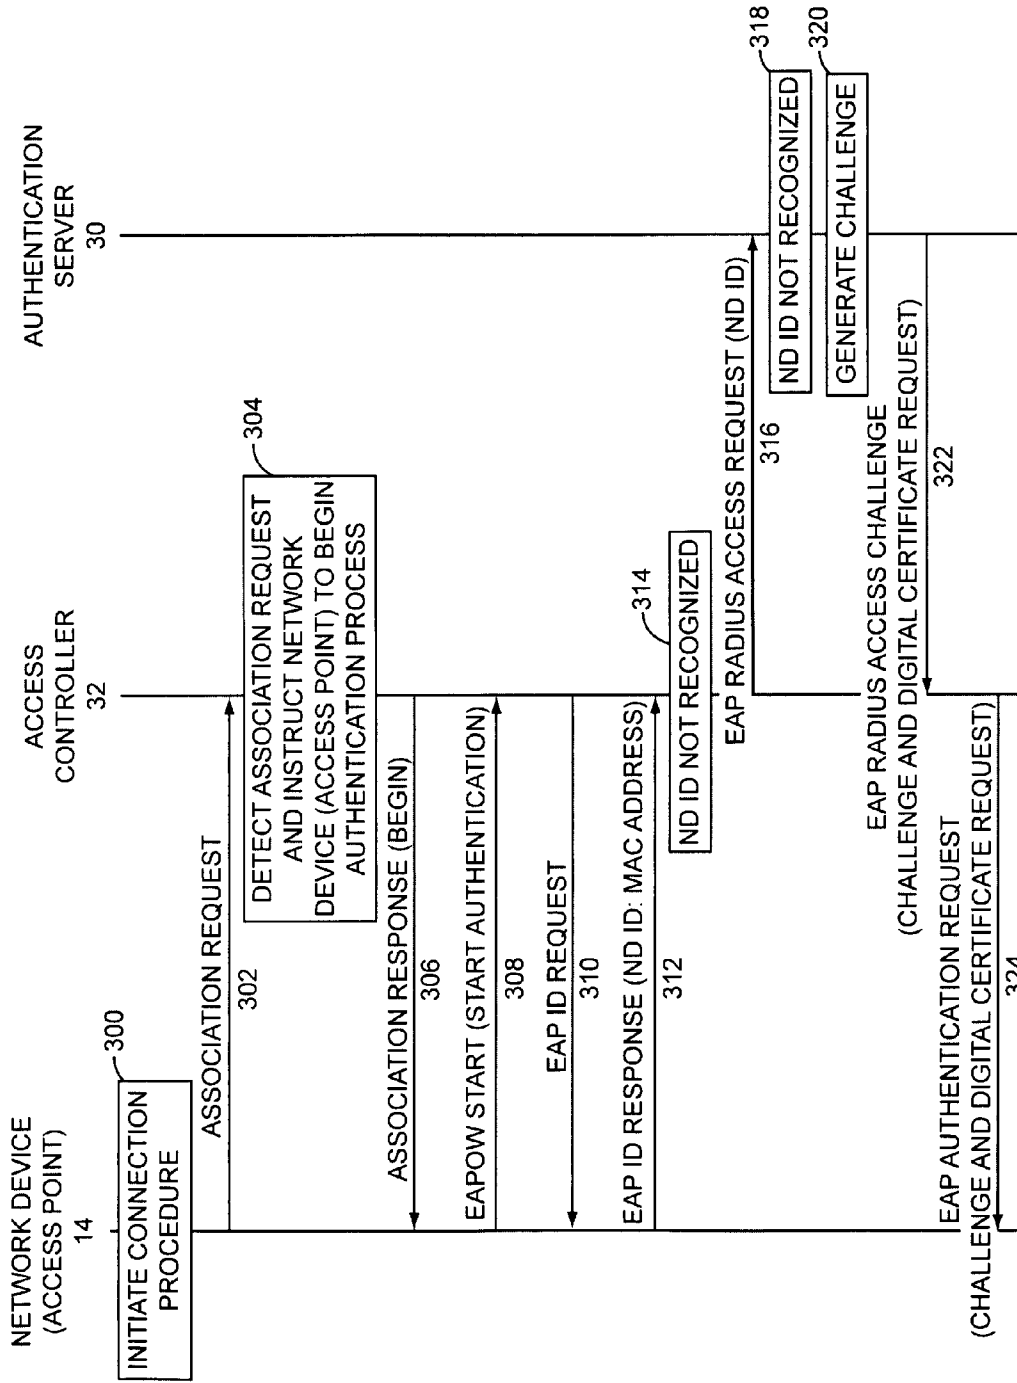 NETWORK DEVICE
(ACCESS POINT)
14
ACCESS
CONTROLLER
32
AUTHENTICATION
SERVER
30
300
INITIATE CONNECTION
PROCEDURE
ASSOCIATION REQUEST
302
304
DETECT ASSOCIATION REQUEST
AND INSTRUCT NETWORK
DEVICE (ACCESS POINT) TO BEGIN
AUTHENTICATION PROCESS
ASSOCIATION RESPONSE (BEGIN)
306
EAPOW START (START AUTHENTICATION)
308
EAP ID REQUEST
310
EAP ID RESPONSE (ND ID: MAC ADDRESS)
312
314
ND ID NOT RECOGNIZED
EAP RADIUS ACCESS REQUEST (ND ID)
316
318
ND ID NOT RECOGNIZED
320
GENERATE CHALLENGE
EAP RADIUS ACCESS CHALLENGE
(CHALLENGE AND DIGITAL CERTIFICATE REQUEST)
322
EAP AUTHENTICATION REQUEST
(CHALLENGE AND DIGITAL CERTIFICATE REQUEST)
324